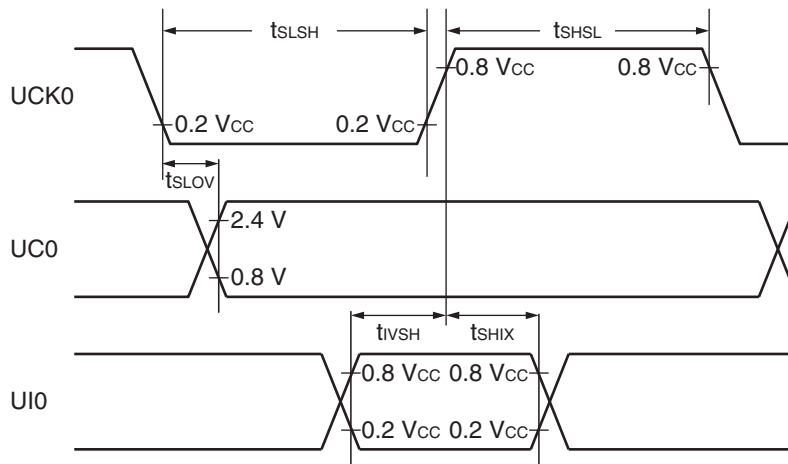 tSLSH tSHSL
UCK0
0.8 VCC 0.8 VCC
0.2 VCC 0.2 VCC
tSLOV
UC0
2.4 V
0.8 V
tIVSH tSHIX
UI0
0.8 VCC 0.8 VCC
0.2 VCC 0.2 VCC